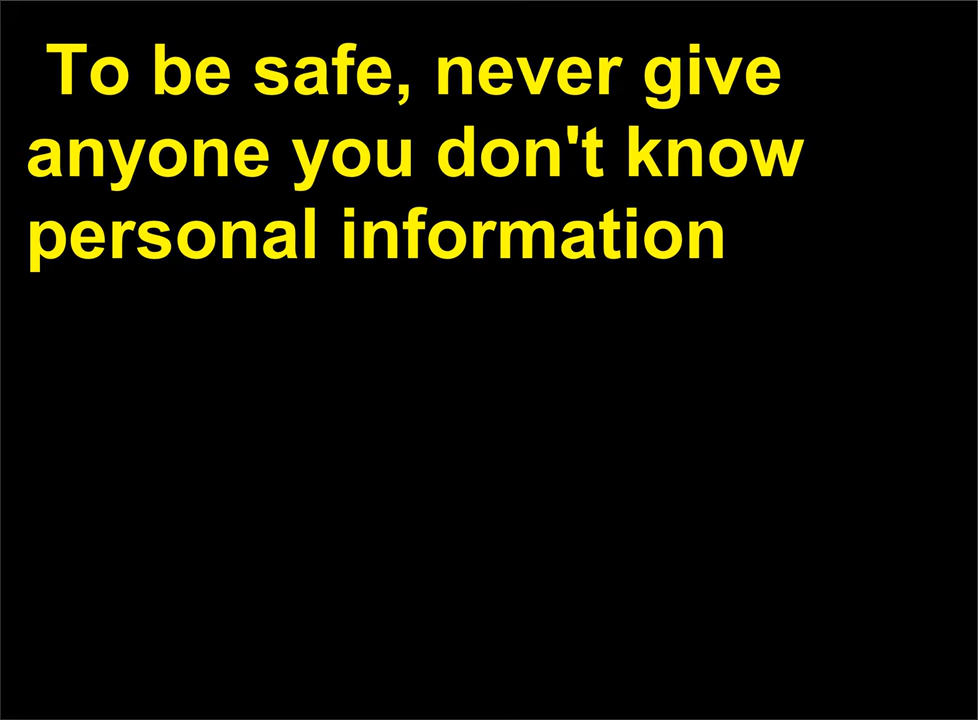 To be safe, never give
anyone you don't know
personal information